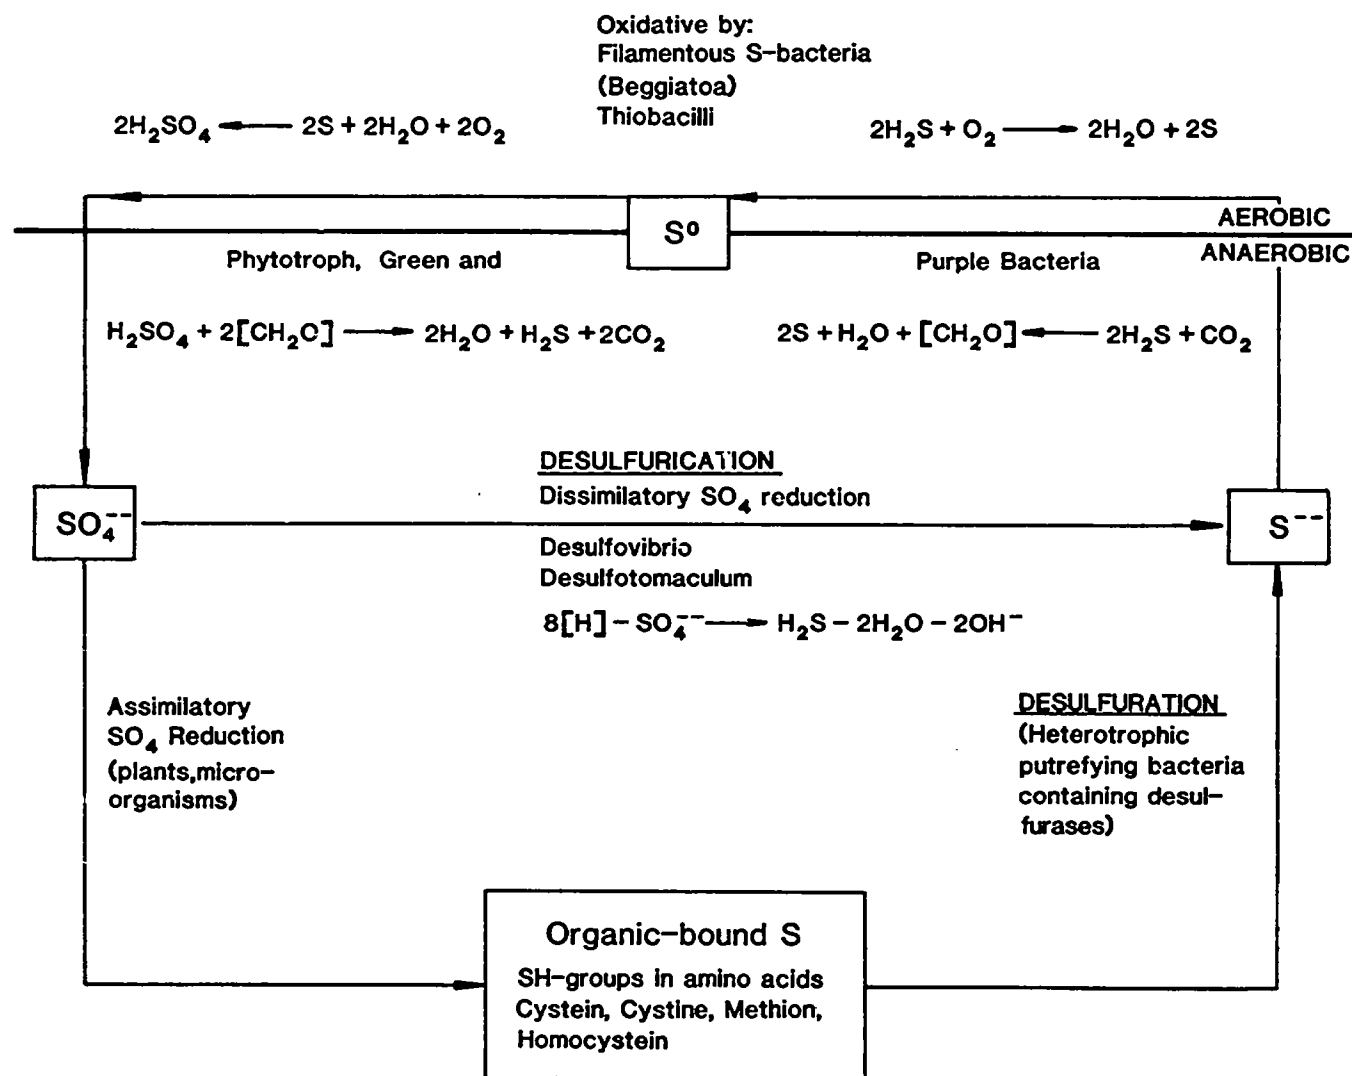 Oxidative by:
Filamentous S-bacteria
(Beggiatoa)
Thiobacilli
2H₂SO₄ ← 2S + 2H₂O + 2O₂
2H₂S + O₂ → 2H₂O + 2S
S⁰
AEROBIC
ANAEROBIC
Phytotroph, Green and
Purple Bacteria
H₂SO₄ + 2[CH₂O] → 2H₂O + H₂S + 2CO₂
2S + H₂O + [CH₂O] ← 2H₂S + CO₂
DESULFURICATION
Dissimilatory SO₄ reduction
SO₄⁻⁻
S⁻⁻
Desulfovibrio
Desulfotomaculum
8[H] − SO₄⁻⁻ → H₂S − 2H₂O − 2OH⁻
Assimilatory
SO₄ Reduction
(plants,micro-
organisms)
DESULFURATION
(Heterotrophic
putrefying bacteria
containing desul-
furases)
Organic-bound S
SH-groups in amino acids
Cystein, Cystine, Methion,
Homocystein